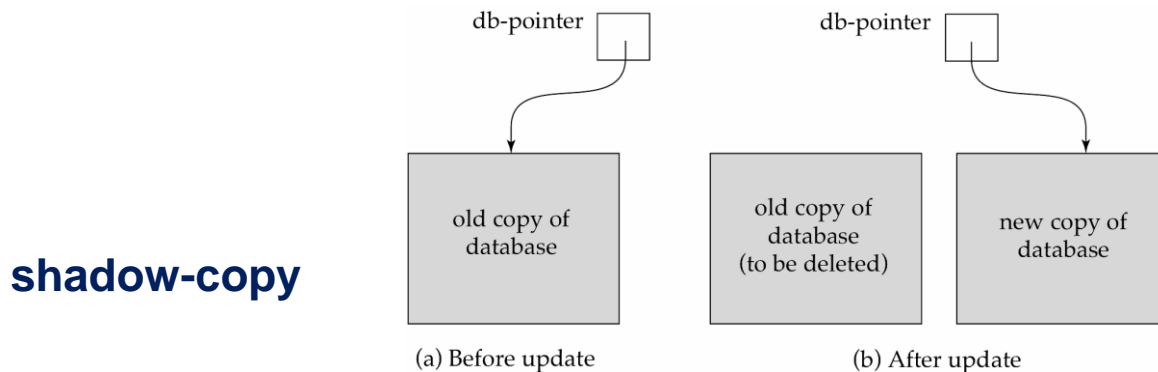 db-pointer
db-pointer
old copy of
database
old copy of
database
(to be deleted)
new copy of
database
shadow-copy
(a) Before update
(b) After update